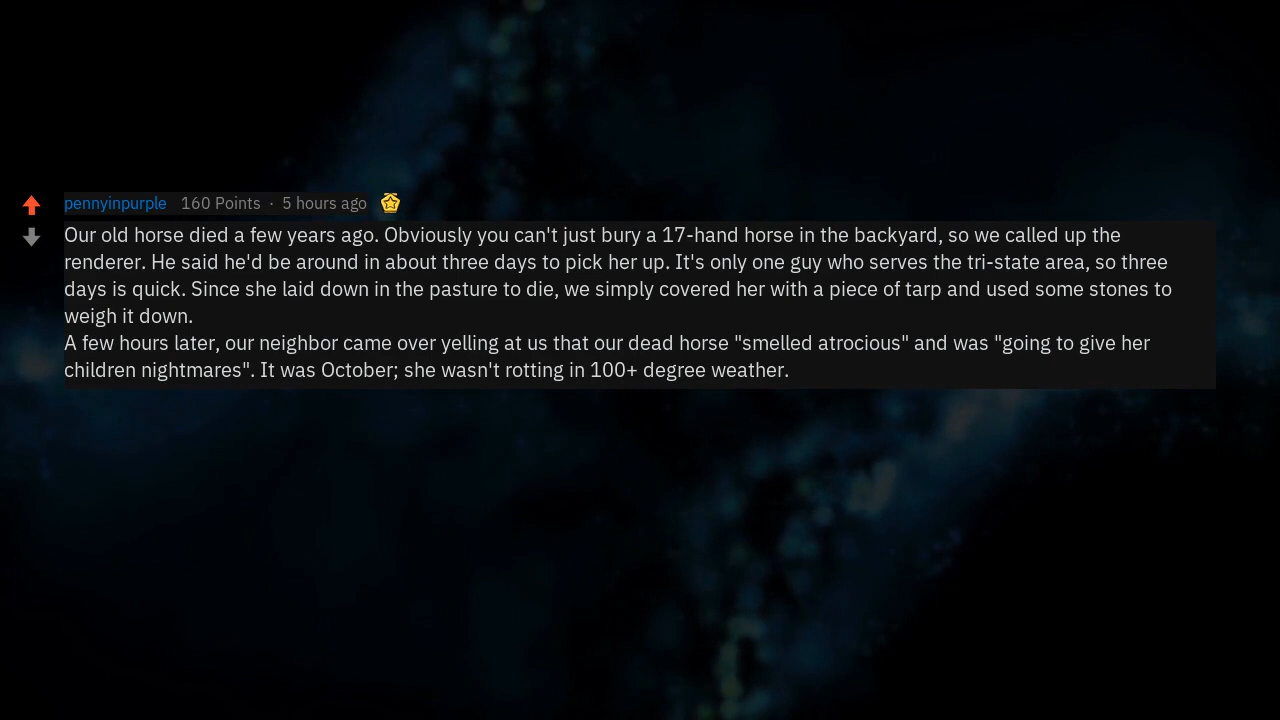 pennyinpurple 160 Points · 5 hours ago
Our old horse died a few years ago. Obviously you can't just bury a 17-hand horse in the backyard, so we called up the
renderer. He said he'd be around in about three days to pick her up. It's only one guy who serves the tri-state area, so three
days is quick. Since she laid down in the pasture to die, we simply covered her with a piece of tarp and used some stones to
weigh it down.
A few hours later, our neighbor came over yelling at us that our dead horse "smelled atrocious" and was "going to give her
children nightmares". It was October; she wasn't rotting in 100+ degree weather.